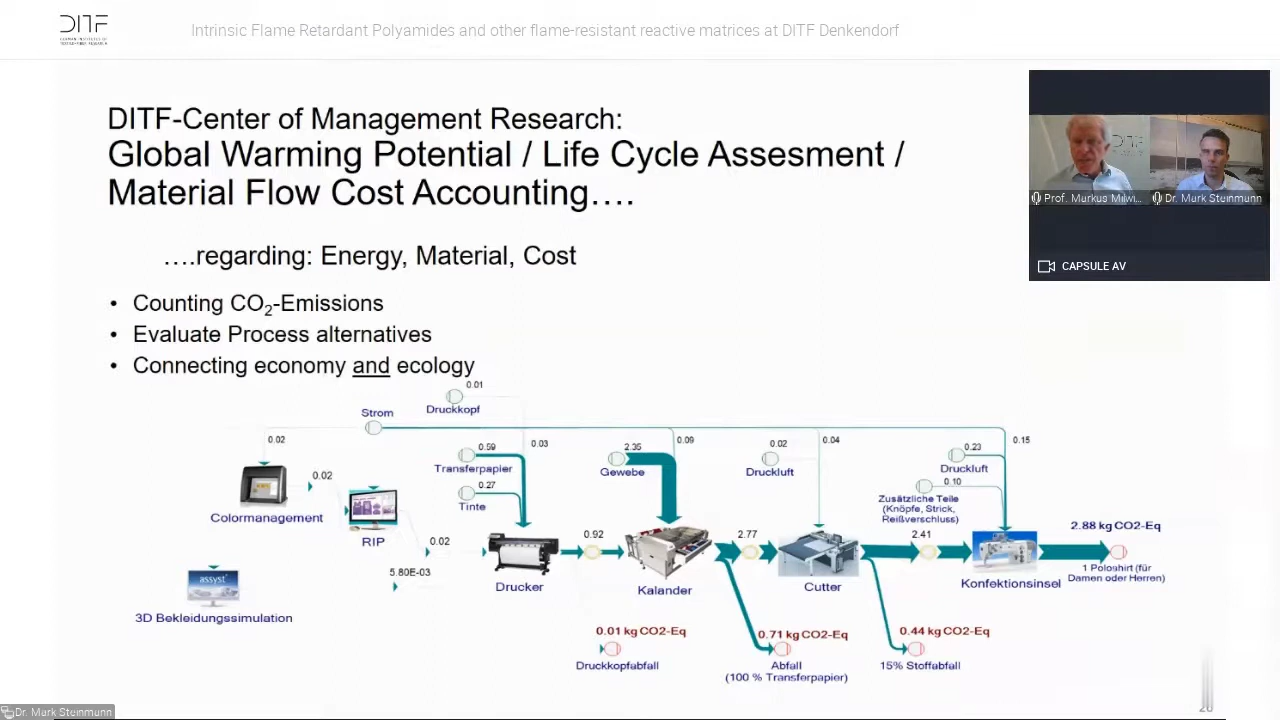 DITF
Intrinsic Flame Retardant Polyamides and other flame-resistant reactive matrices at DITF Denkendorf
DITF-Center of Management Research:
Global Warming Potential / Life Cycle Assesment /
Material Flow Cost Accounting….
….regarding: Energy, Material, Cost
• Counting CO2-Emissions
• Evaluate Process alternatives
• Connecting economy and ecology
DITF
Prof. Markus Milwi...
Dr. Mark Steinmann
CAPSULE AV
0.01
Druckkopf
Strom
0.02
0.59
0.03
2.35
0.09
0.02
0.04
0.23
0.15
Transferpapier
Gewebe
Druckluft
Druckluft
0.02
0.27
0.10
Tinte
Zusätzliche Teile
(Knöpfe, Strick,
Reißverschluss)
Colormanagement
RIP
0.02
0.92
2.77
2.41
2.88 kg CO2-Eq
5.80E-03
Drucker
Kalander
Cutter
Konfektionsinsel
1 Poloshirt (für
Damen oder Herren)
assyst
3D Bekleidungssimulation
0.01 kg CO2-Eq
0.71 kg CO2-Eq
0.44 kg CO2-Eq
Druckkopfabfall
Abfall
(100 % Transferpapier)
15% Stoffabfall
Dr. Mark Steinmann